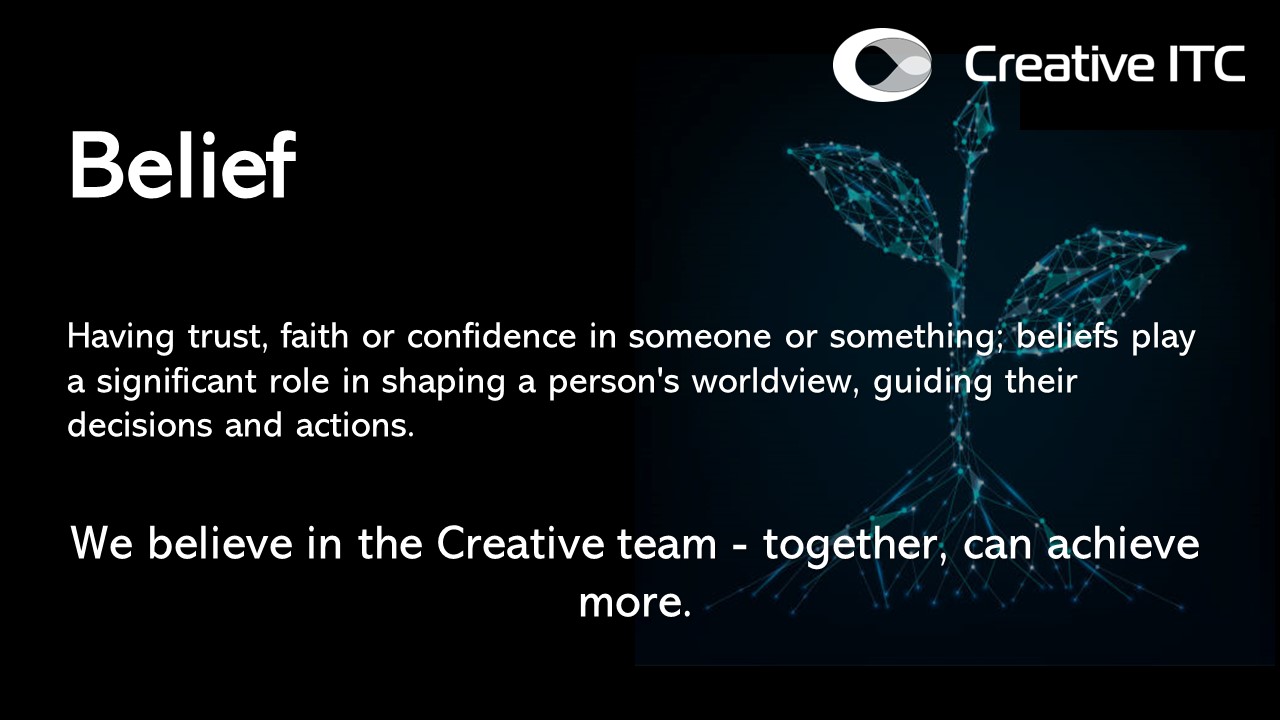 Creative ITC
Belief
Having trust, faith or confidence in someone or something; beliefs play
a significant role in shaping a person's worldview, guiding their
decisions and actions.
We believe in the Creative team - together, can achieve
more.